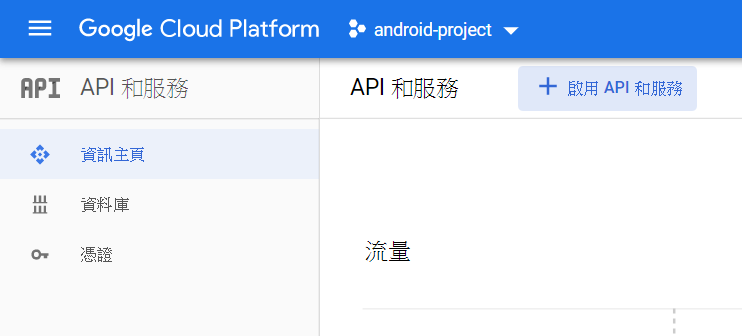 Google Cloud Platform
android-project
API API 和服務
API 和服務
+ 啟用 API 和服務
資訊主頁
資料庫
憑證
流量